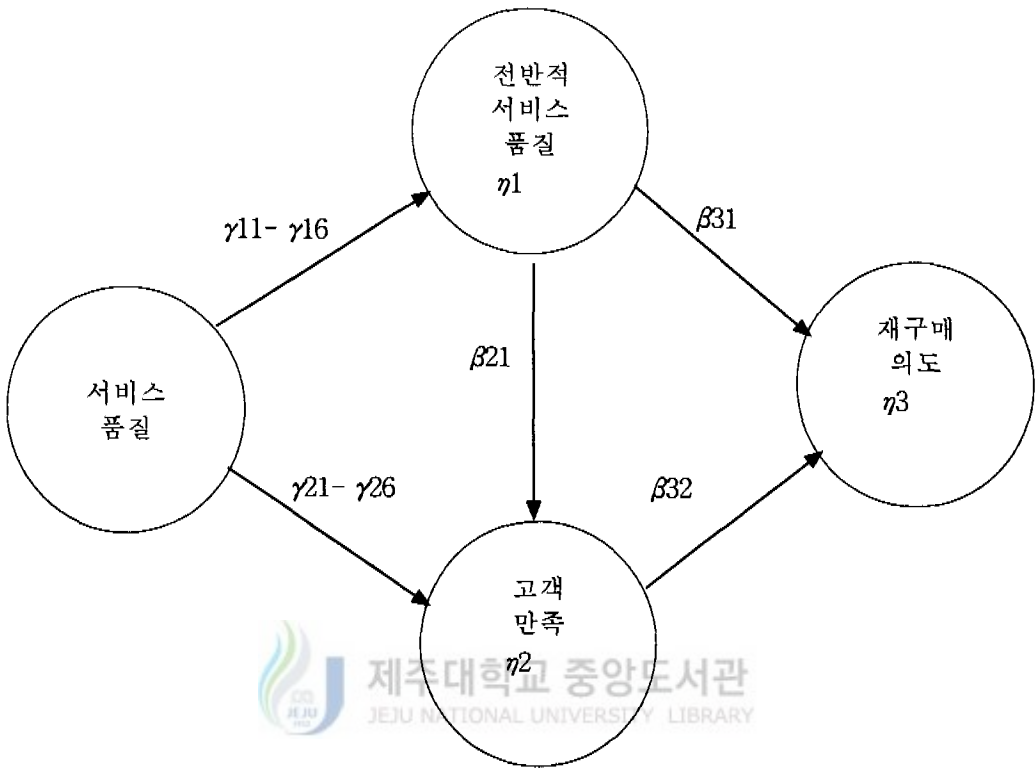 전반적
서비스
품질
η1
γ11- γ16
β31
재구매
의도
η3
β21
서비스
품질
γ21- γ26
β32
고객
만족
η2
제주대학교 중앙도서관
JEJU NATIONAL UNIVERSITY LIBRARY
JEJU